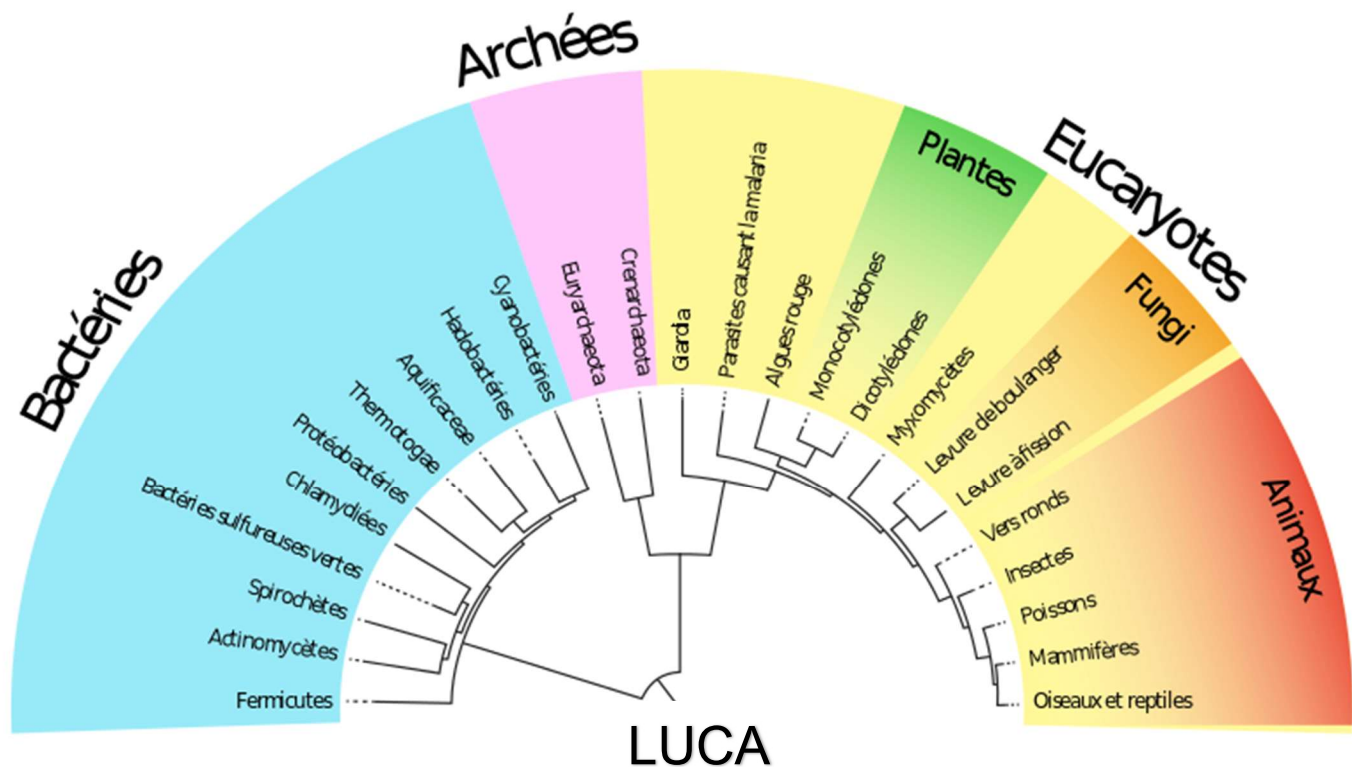 Archées
Bactéries
Eucaryotes
Plantes
Fungi
Animaux
Fermicutes
Actinomycètes
Spirochètes
Bactéries sulfureuses vertes
Chlamydiées
Protéobactéries
Thermotogae
Aquificaceae
Hadobactéries
Cyanobactéries
Euryarchaeota
Crenarchaeota
Giardia
Parasites causant la malaria
Algues rouge
Monocotylédones
Dicotylédones
Myxomycètes
Levure de boulanger
Levure à fission
Vers ronds
Insectes
Poissons
Mammifères
Oiseaux et reptiles
LUCA